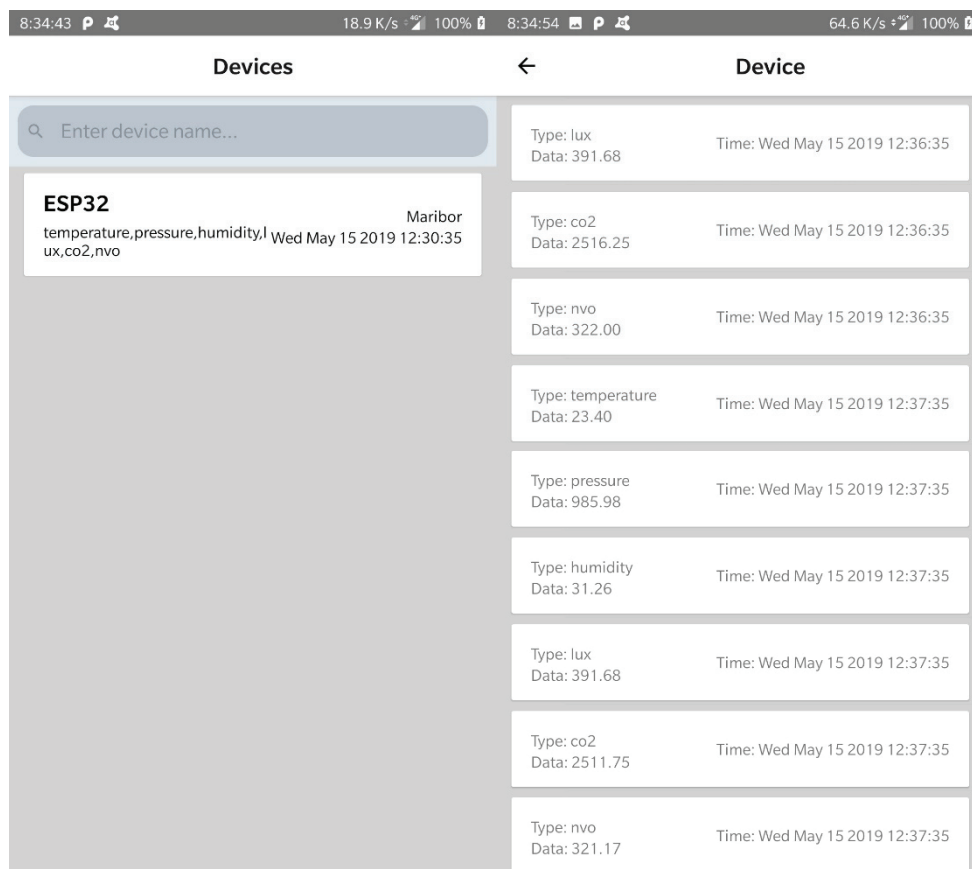 8:34:43 18.9 K/s 4G 100%
Devices
Enter device name...
ESP32
Maribor
temperature,pressure,humidity,l
ux,co2,nvo
Wed May 15 2019 12:30:35
8:34:54 64.6 K/s 4G 100%
Device
Type: lux
Data: 391.68
Time: Wed May 15 2019 12:36:35
Type: co2
Data: 2516.25
Time: Wed May 15 2019 12:36:35
Type: nvo
Data: 322.00
Time: Wed May 15 2019 12:36:35
Type: temperature
Data: 23.40
Time: Wed May 15 2019 12:37:35
Type: pressure
Data: 985.98
Time: Wed May 15 2019 12:37:35
Type: humidity
Data: 31.26
Time: Wed May 15 2019 12:37:35
Type: lux
Data: 391.68
Time: Wed May 15 2019 12:37:35
Type: co2
Data: 2511.75
Time: Wed May 15 2019 12:37:35
Type: nvo
Data: 321.17
Time: Wed May 15 2019 12:37:35